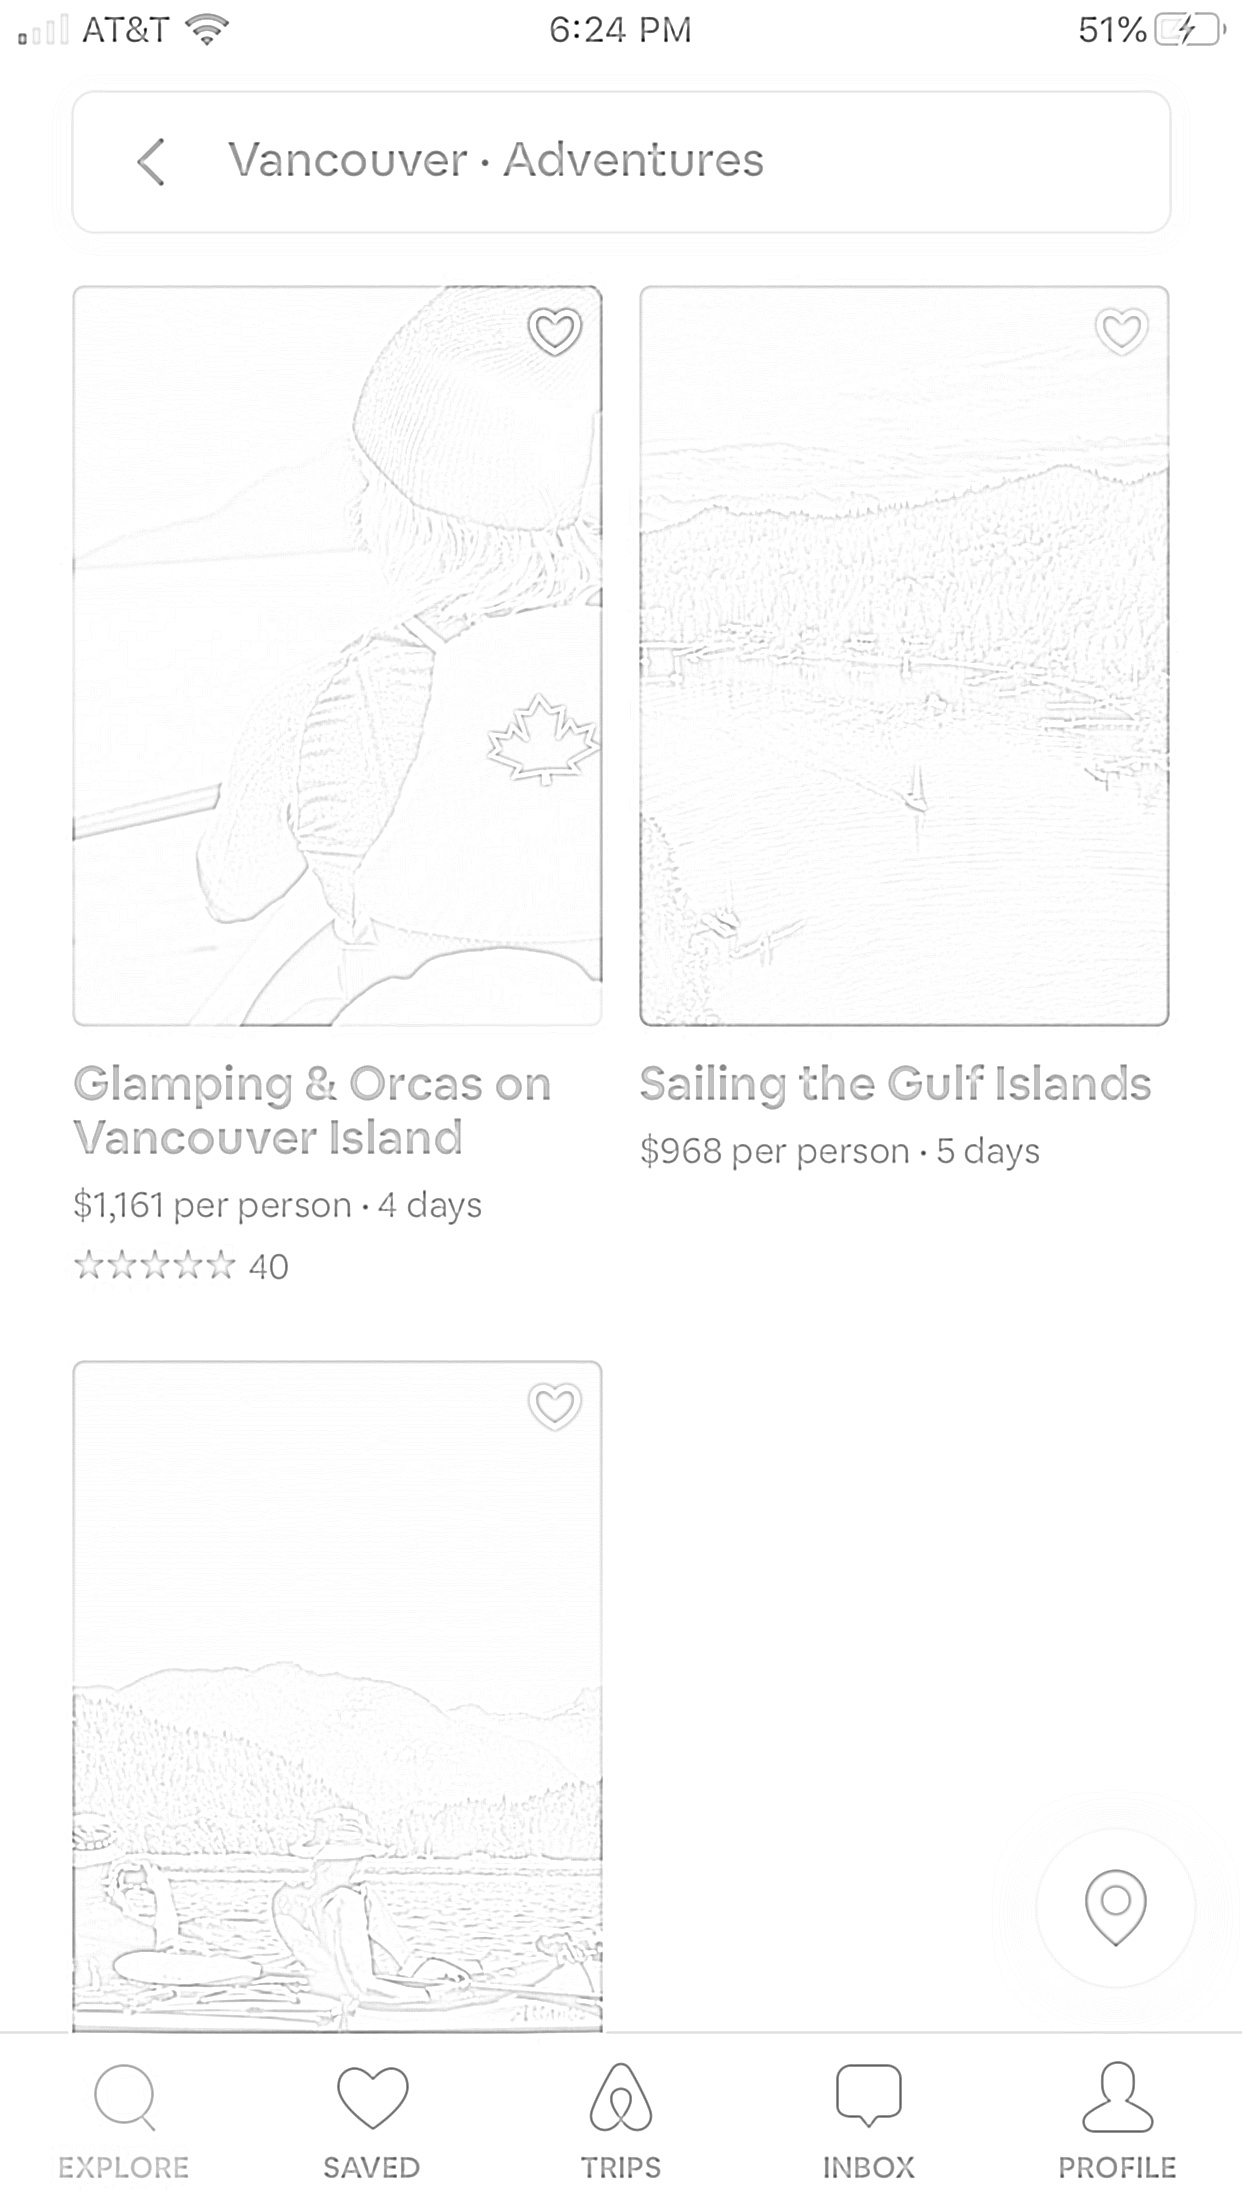 AT&T 6:24 PM 51%
Vancouver · Adventures
Glamping & Orcas on
Vancouver Island
$1,161 per person · 4 days
40
Sailing the Gulf Islands
$968 per person · 5 days
EXPLORE SAVED TRIPS INBOX PROFILE